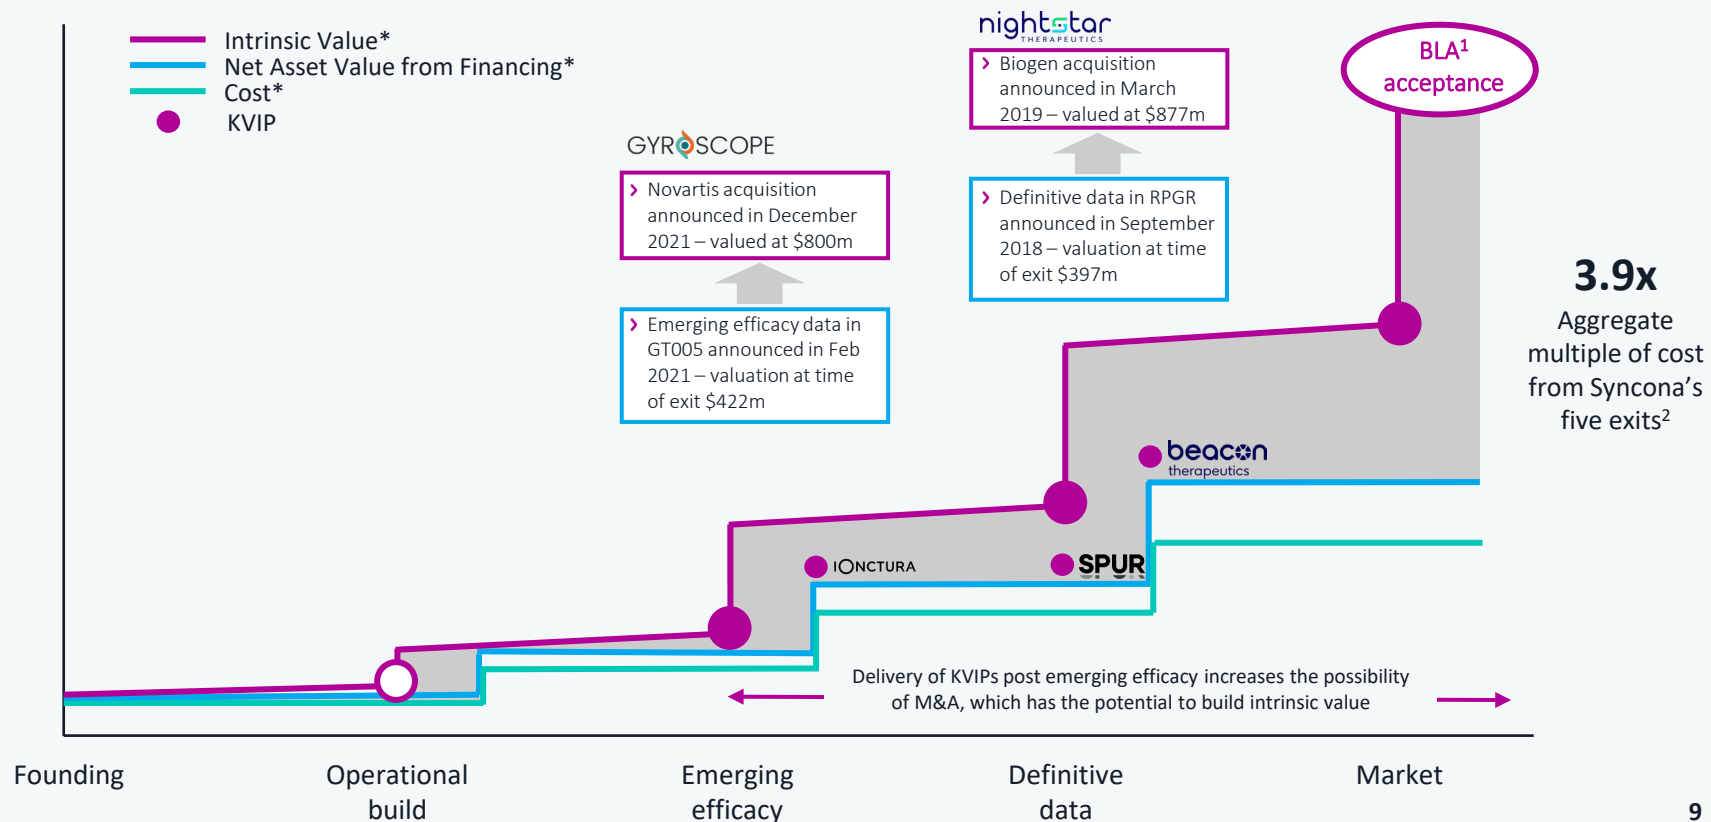 Intrinsic Value*
Net Asset Value from Financing*
Cost*
KVIP
GYROSCOPE
› Novartis acquisition
announced in December
2021 – valued at $800m
› Emerging efficacy data in
GT005 announced in Feb
2021 – valuation at time
of exit $422m
nightstar
THERAPEUTICS
› Biogen acquisition
announced in March
2019 – valued at $877m
› Definitive data in RPGR
announced in September
2018 – valuation at time
of exit $397m
BLA¹
acceptance
3.9x
Aggregate
multiple of cost
from Syncona’s
five exits²
beacon
therapeutics
IONCTURA
SPUR
Delivery of KVIPs post emerging efficacy increases the possibility
of M&A, which has the potential to build intrinsic value
Founding
Operational
build
Emerging
efficacy
Definitive
data
Market
9